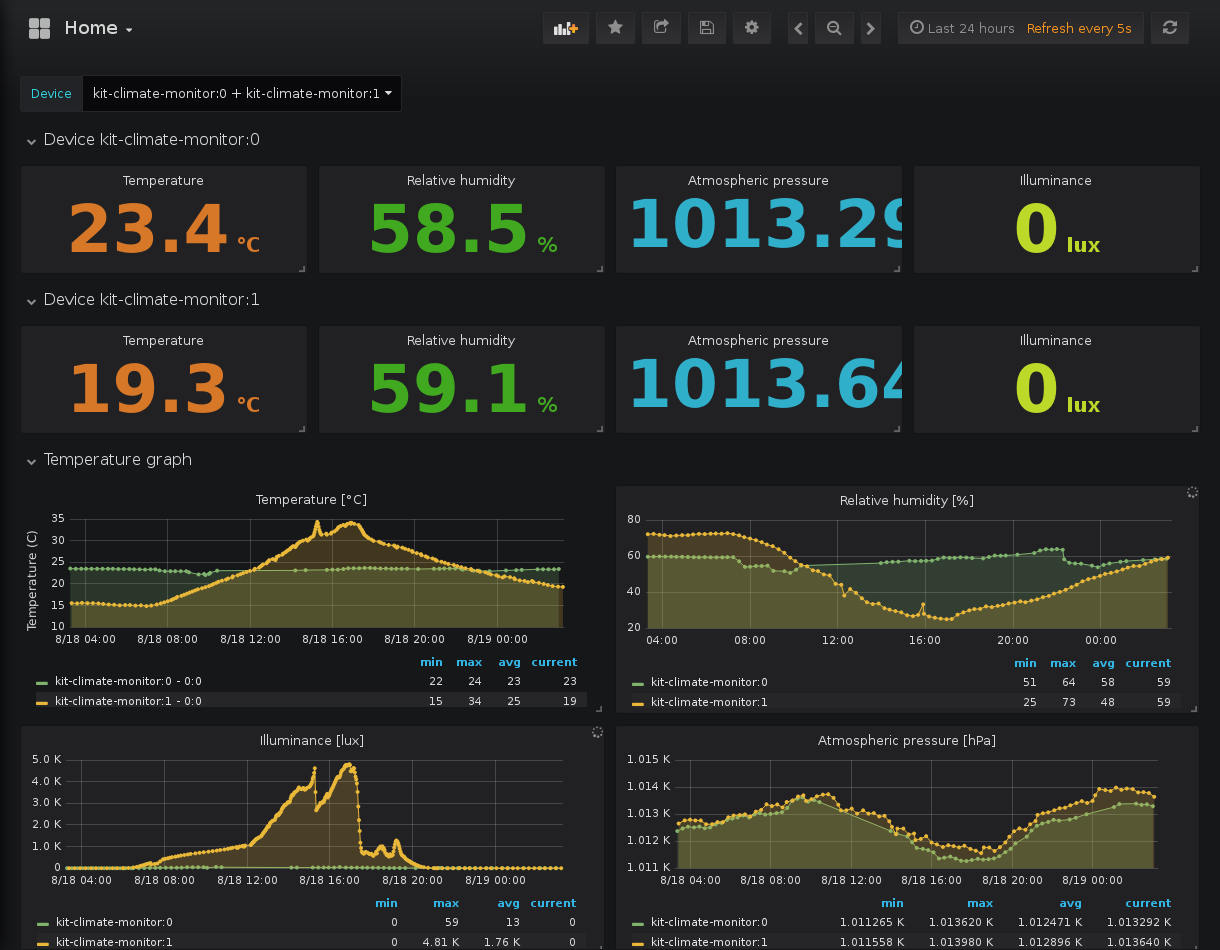 Home
Last 24 hours Refresh every 5s
Device kit-climate-monitor:0 + kit-climate-monitor:1
Device kit-climate-monitor:0
Temperature
23.4 °C
Relative humidity
58.5 %
Atmospheric pressure
1013.29
Illuminance
0 lux
Device kit-climate-monitor:1
Temperature
19.3 °C
Relative humidity
59.1 %
Atmospheric pressure
1013.64
Illuminance
0 lux
Temperature graph
Temperature [°C]
Temperature (C)
35
30
25
20
15
10
8/18 04:00 8/18 08:00 8/18 12:00 8/18 16:00 8/18 20:00 8/19 00:00
min max avg current
kit-climate-monitor:0 - 0:0 22 24 23 23
kit-climate-monitor:1 - 0:0 15 34 25 19
Relative humidity [%]
80
60
40
20
04:00 08:00 12:00 16:00 20:00 00:00
min max avg current
kit-climate-monitor:0 51 64 58 59
kit-climate-monitor:1 25 73 48 59
Illuminance [lux]
5.0 K
4.0 K
3.0 K
2.0 K
1.0 K
0
8/18 04:00 8/18 08:00 8/18 12:00 8/18 16:00 8/18 20:00 8/19 00:00
min max avg current
kit-climate-monitor:0 0 59 13 0
kit-climate-monitor:1 0 4.81 K 1.76 K 0
Atmospheric pressure [hPa]
1.015 K
1.014 K
1.013 K
1.012 K
1.011 K
8/18 04:00 8/18 08:00 8/18 12:00 8/18 16:00 8/18 20:00 8/19 00:00
min max avg current
kit-climate-monitor:0 1.011265 K 1.013620 K 1.012471 K 1.013292 K
kit-climate-monitor:1 1.011558 K 1.013980 K 1.012896 K 1.013640 K